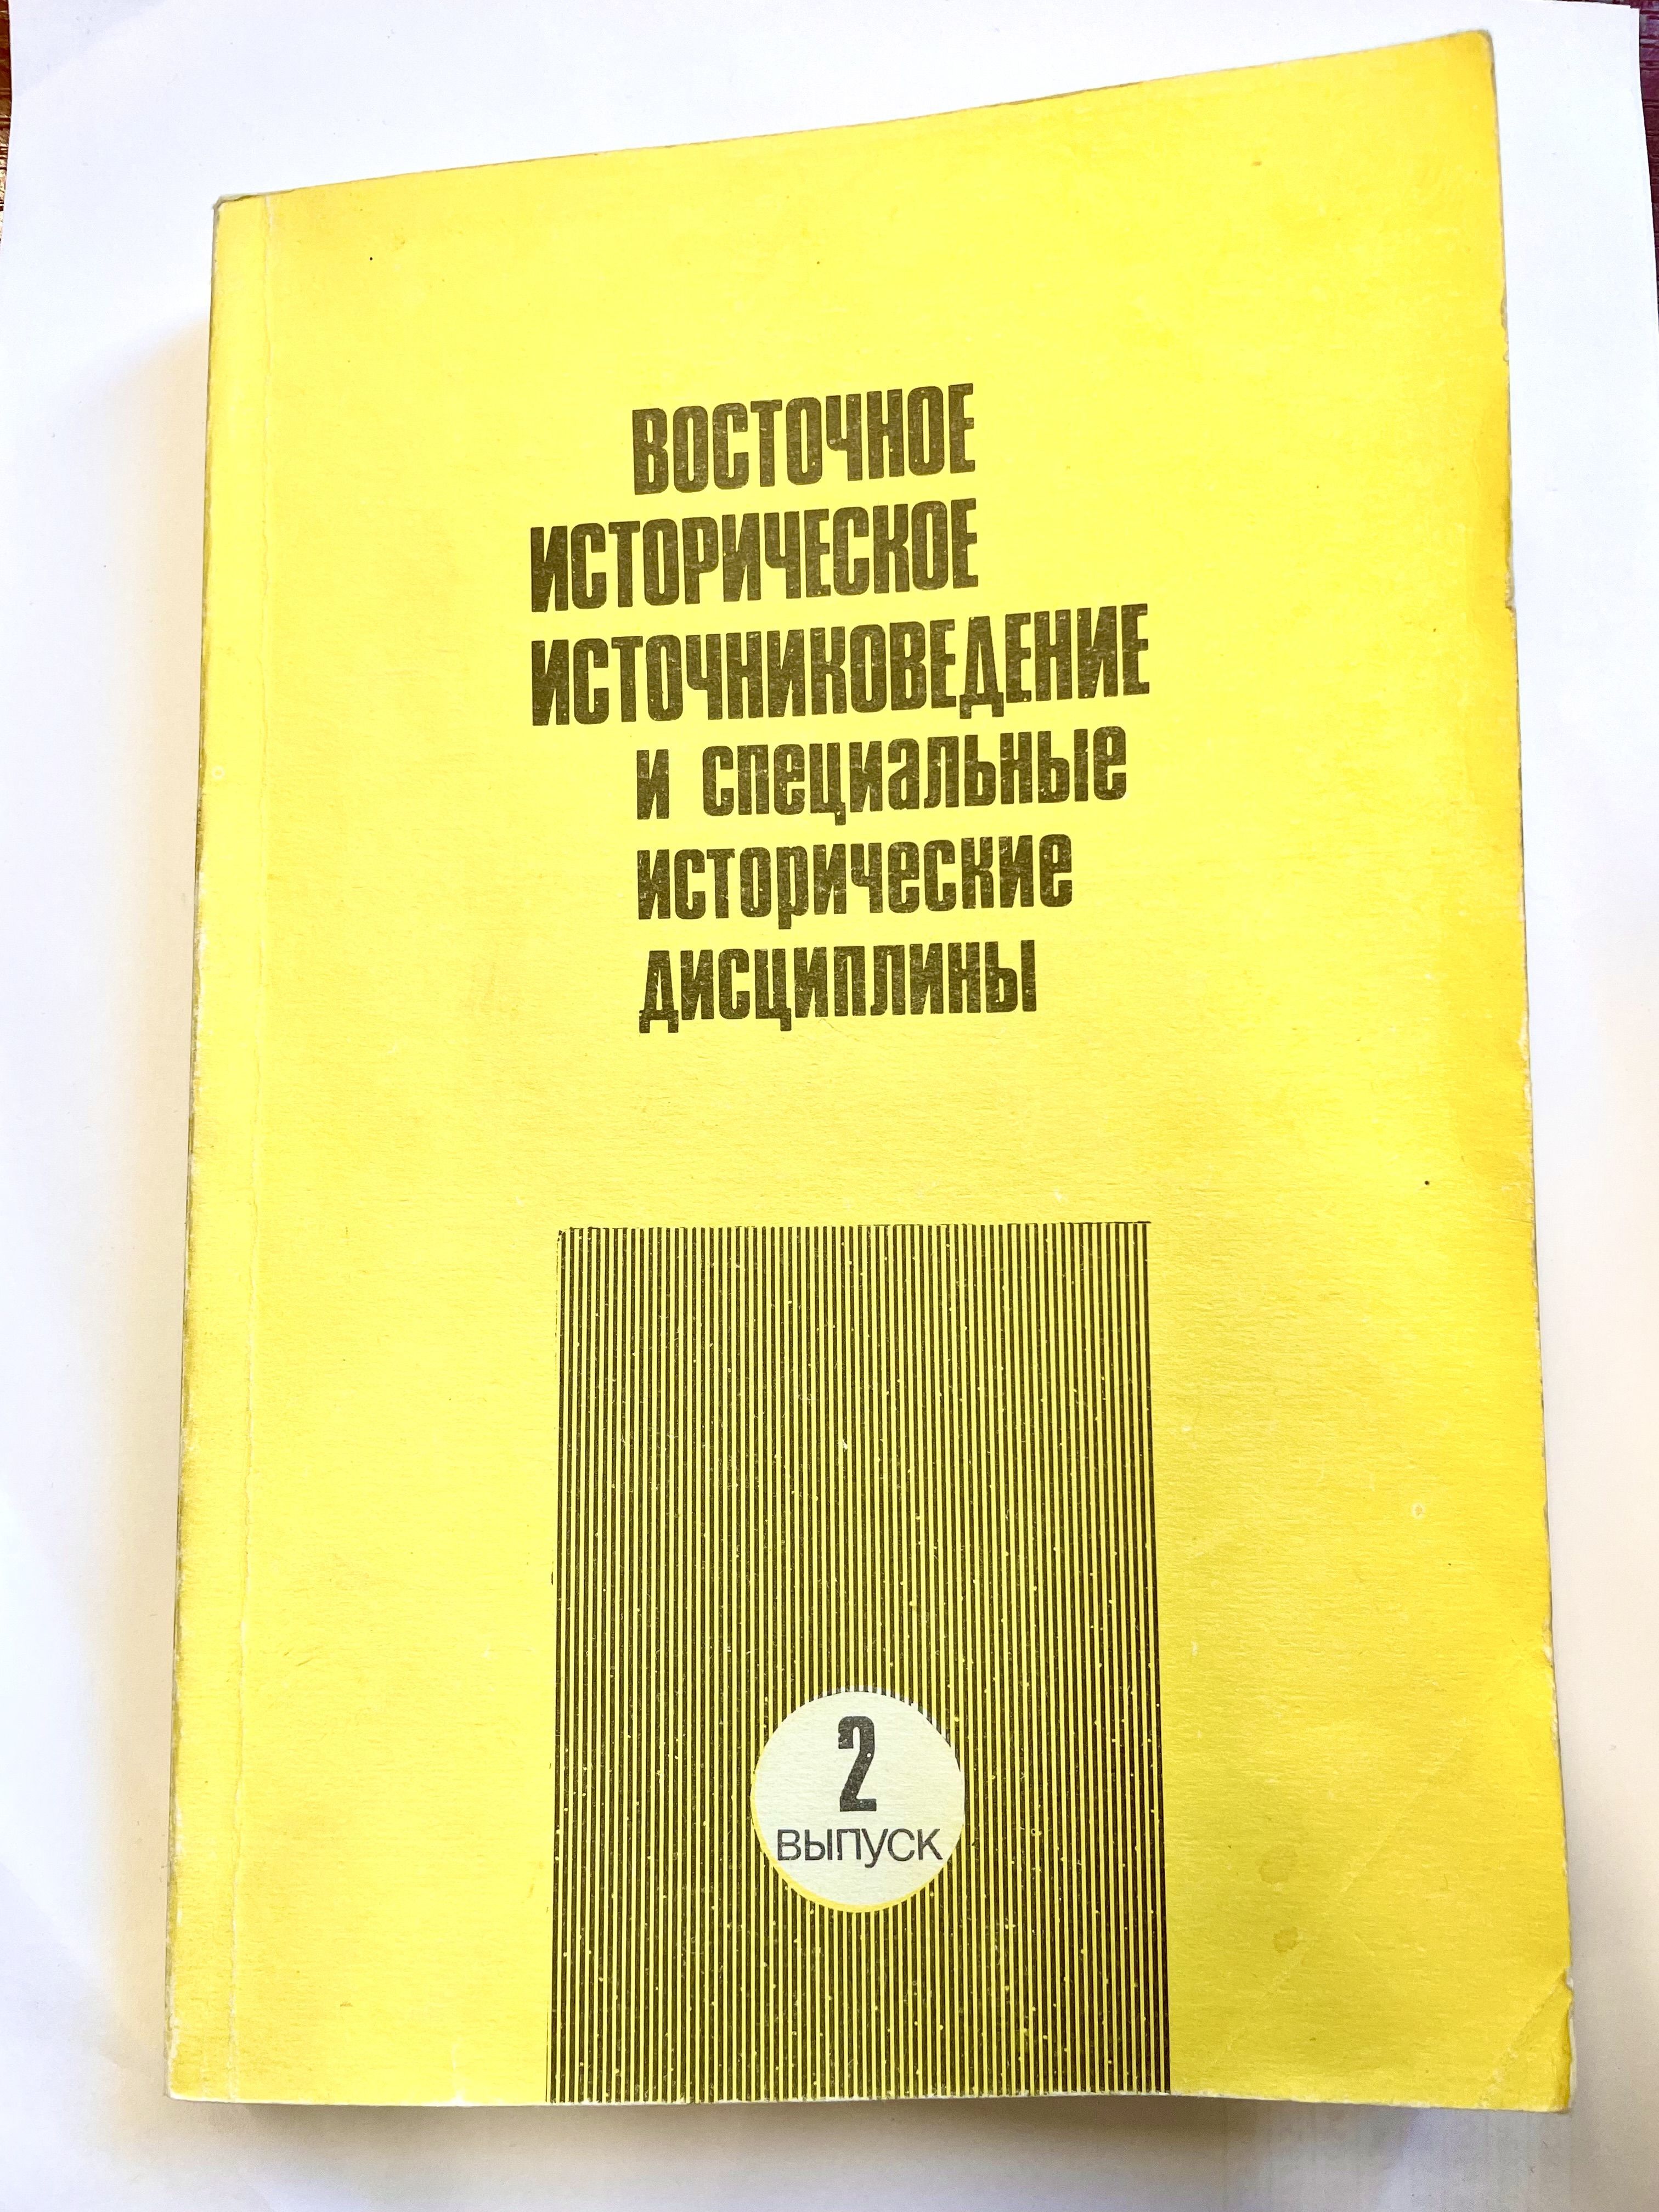 ВОСТОЧНОЕ
ИСТОРИЧЕСКОЕ
ИСТОЧНИКОВЕДЕНИЕ
и специальные
исторические
дисциплины
2
ВЫПУСК